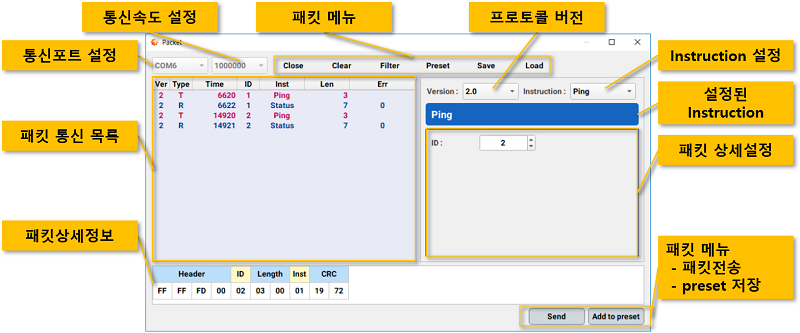 통신속도 설정
패킷 메뉴
프로토콜 버전
통신포트 설정
Packet
COM6
1000000
Close Clear Filter Preset Save Load
Instruction 설정
Ver Type Time ID Inst Len Err
2 T 6620 1 Ping 3
2 R 6622 1 Status 7 0
2 T 14920 2 Ping 3
2 R 14921 2 Status 7 0
Version : 2.0 Instruction : Ping
Ping
설정된
Instruction
ID : 2
패킷 통신 목록
패킷 상세설정
패킷상세정보
Header ID Length Inst CRC
FF FF FD 00 02 03 00 01 19 72
패킷 메뉴
- 패킷전송
- preset 저장
Send Add to preset